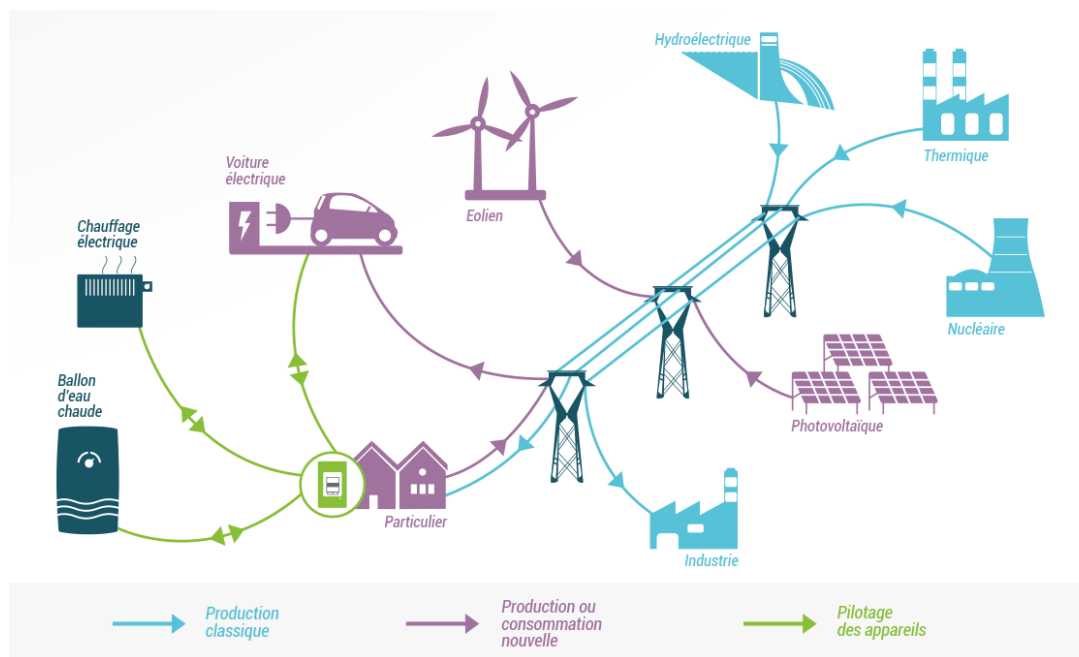 Hydroélectrique
Thermique
Voiture
électrique
Eolien
Chauffage
électrique
Nucléaire
Ballon
d'eau
chaude
Photovoltaïque
Particulier
Industrie
Production
classique
Production ou
consommation
nouvelle
Pilotage
des appareils